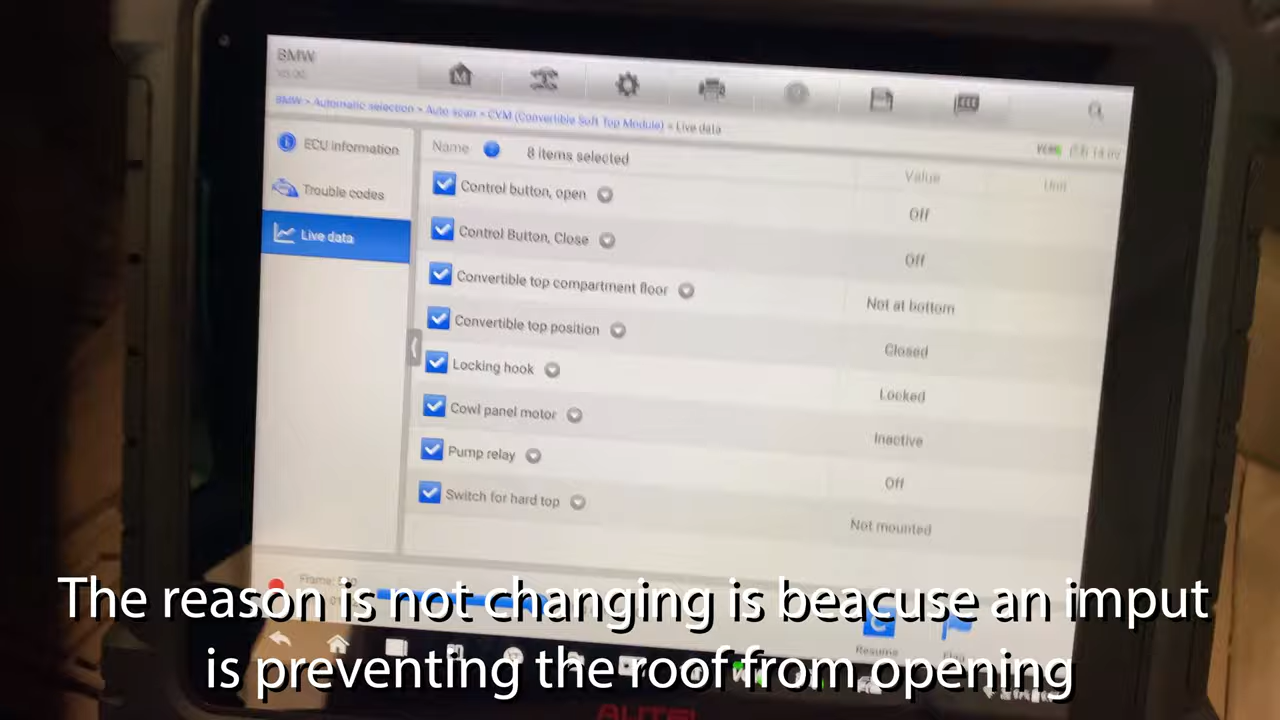 BMW
BMW > Automatic selection > Auto scan > CVM (Convertible Soft Top Module) > Live data
ECU information
Trouble codes
Live data
Name 8 items selected Value Unit
Control button, open Off
Control Button, Close Off
Convertible top compartment floor Not at bottom
Convertible top position Closed
Locking hook Locked
Cowl panel motor Inactive
Pump relay Off
Switch for hard top Not mounted
Resume
The reason is not changing is beacuse an imput
is preventing the roof from opening
AUTEL